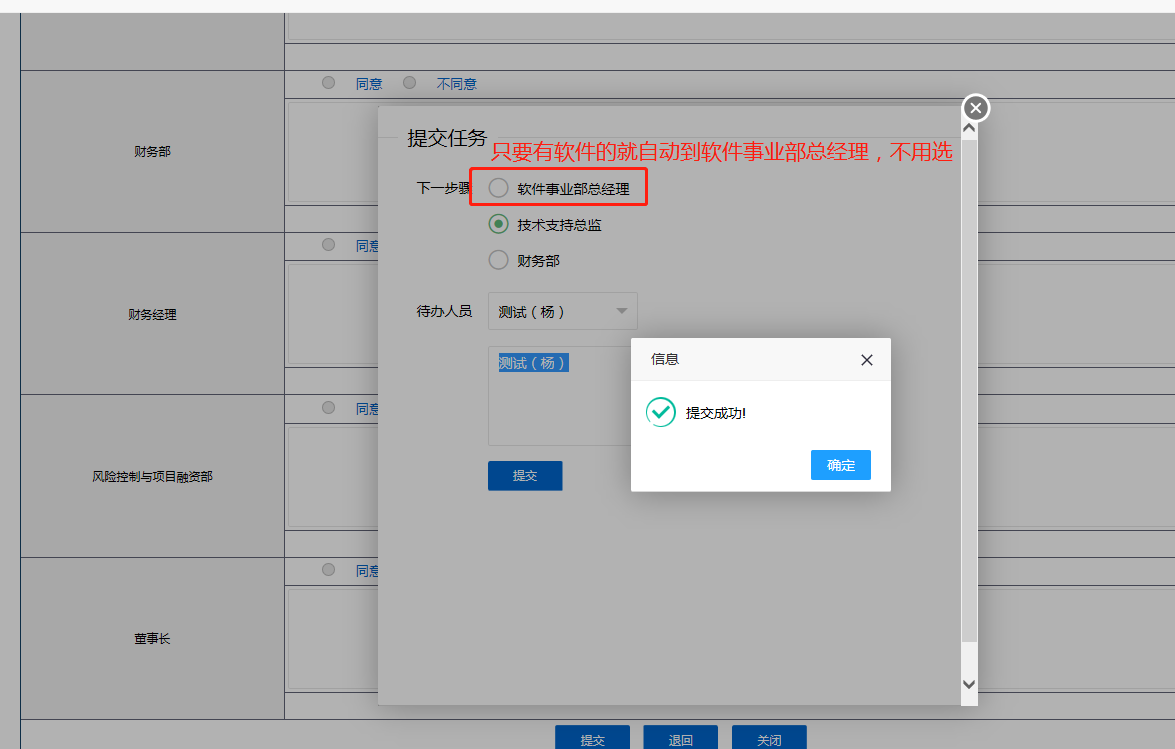 同意 不同意
财务部
提交任务
只要有软件的就自动到软件事业部总经理，不用选
下一步骤 软件事业部总经理
技术支持总监
财务部
同意
财务经理
待办人员 测试（杨）
测试（杨）
信息
提交成功!
确定
同意
风险控制与项目融资部
提交
同意
董事长
提交 退回 关闭